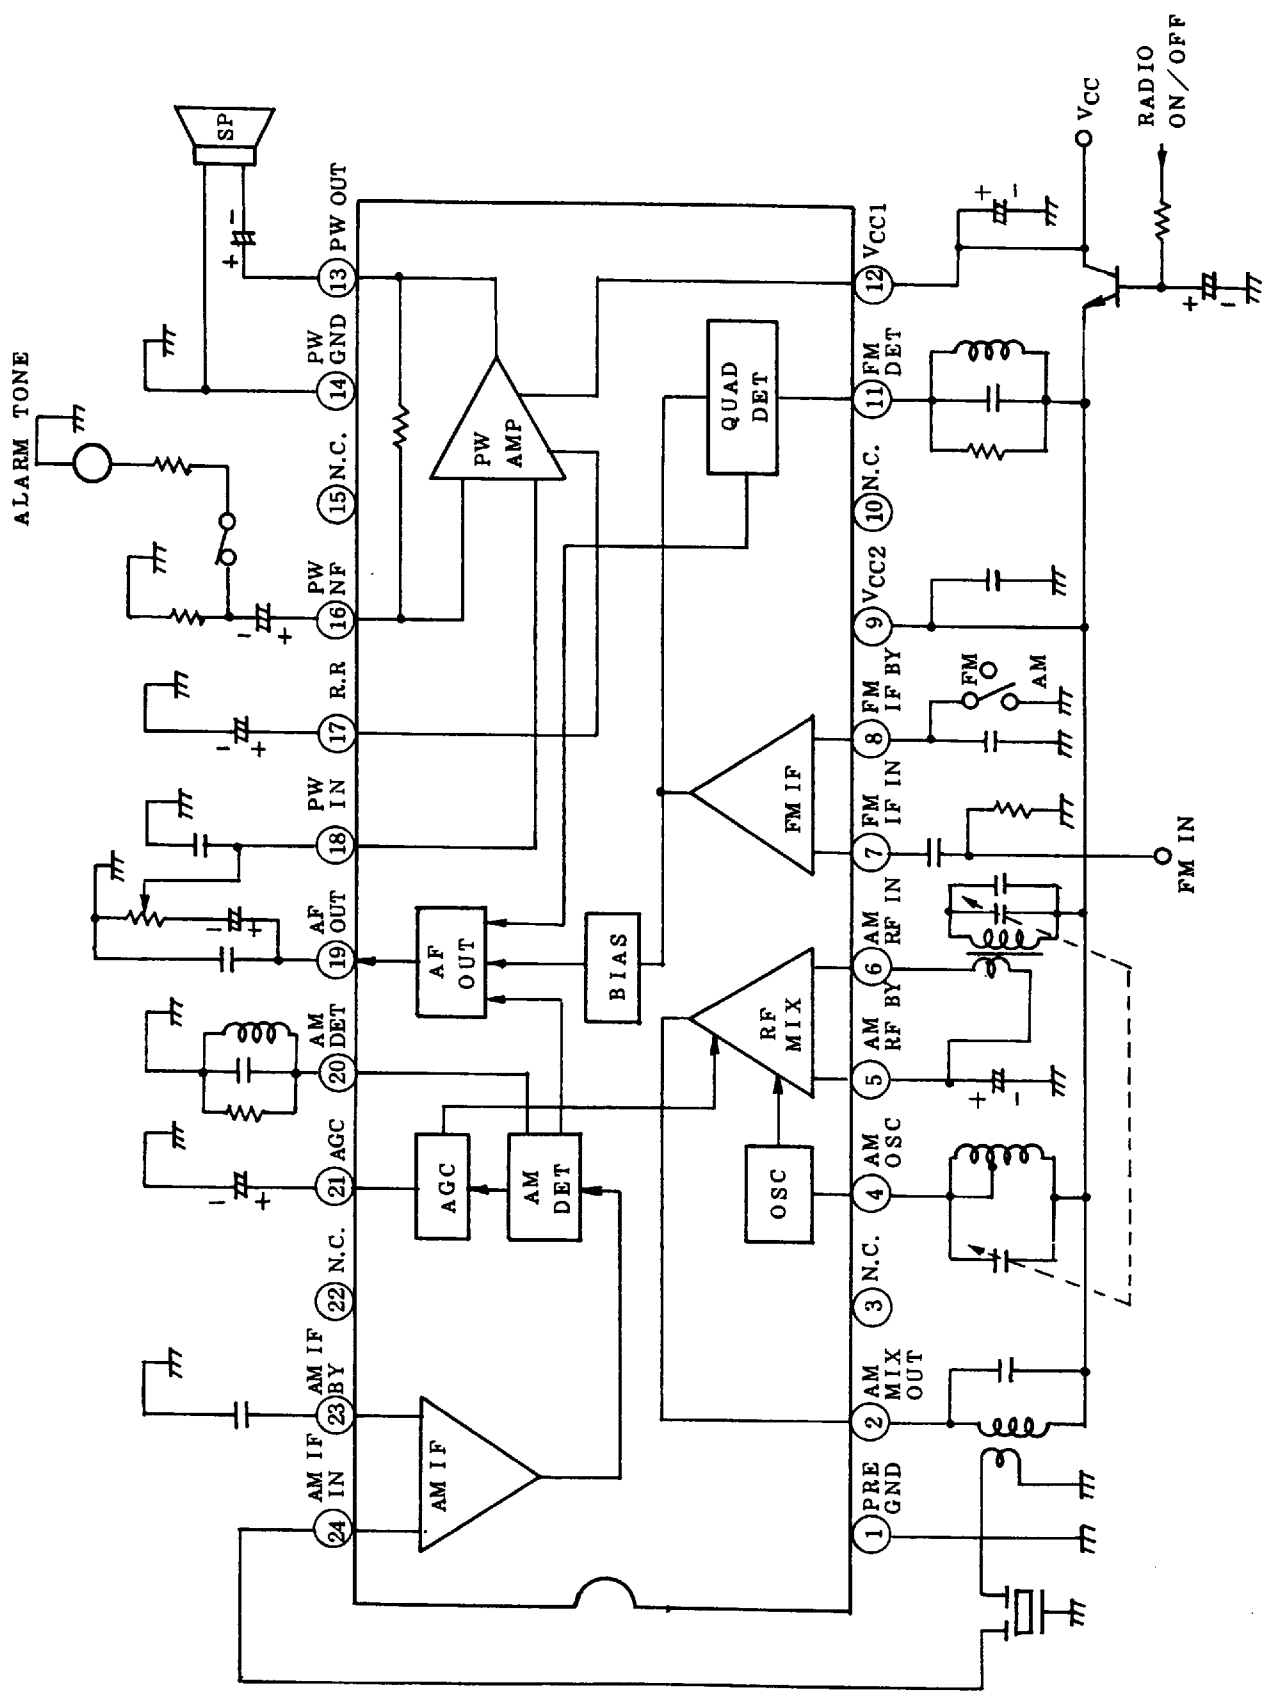 ALARM TONE
SP
24
AM IF
IN
23
AM IF
BY
22
N.C.
21
AGC
20
AM
DET
19
AF
OUT
18
PW
IN
17
R.R
16
PW
NF
15
N.C.
14
PW
GND
13
PW OUT
- +
- +
- +
- +
- +
+ -
AM IF
AGC
AM
DET
AF
OUT
BIAS
PW
AMP
OSC
RF
MIX
FM IF
QUAD
DET
1
PRE
GND
2
AM
MIX
OUT
3
N.C.
4
AM
OSC
5
AM
RF BY
6
AM
RF IN
7
FM
IF IN
8
FM
IF BY
9
VCC2
10
N.C.
11
FM
DET
12
VCC1
+ -
FM
AM
+ -
VCC
+ -
FM IN
RADIO
ON/OFF